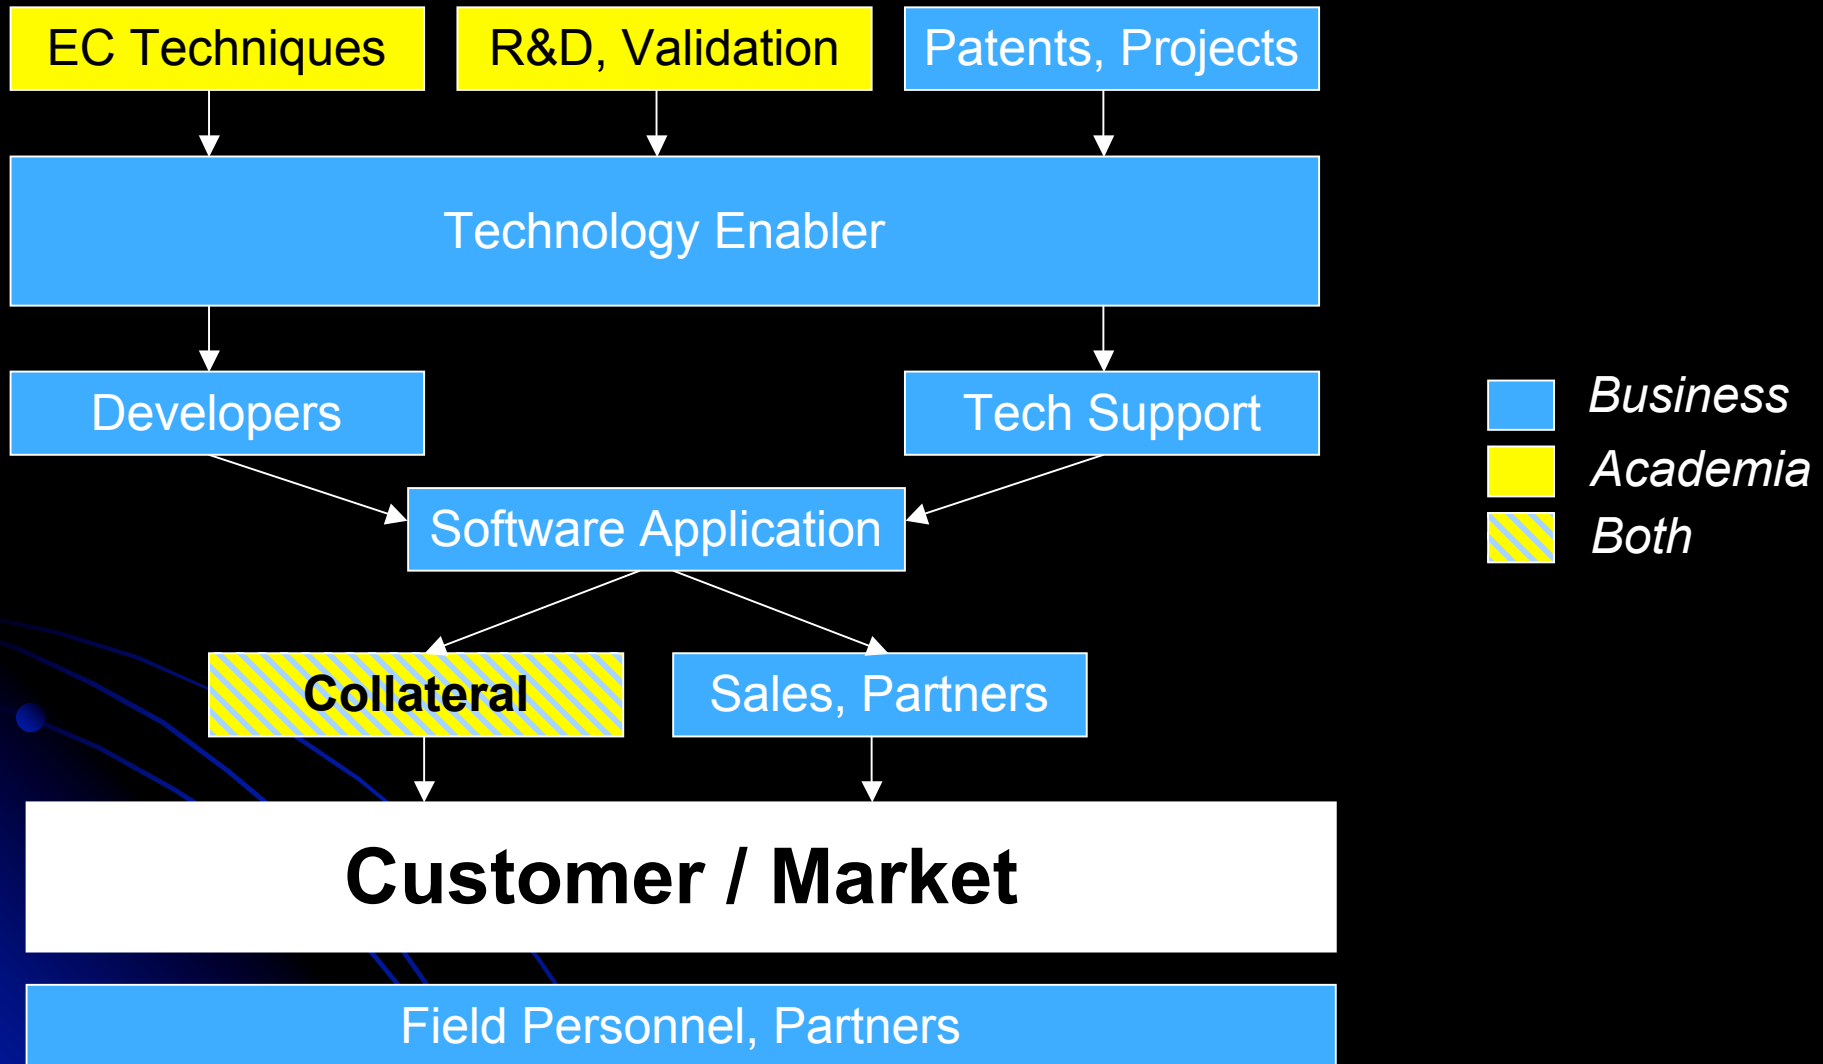 EC Techniques
R&D, Validation
Patents, Projects
Technology Enabler
Developers
Tech Support
Software Application
Collateral
Sales, Partners
Customer / Market
Field Personnel, Partners
Business
Academia
Both